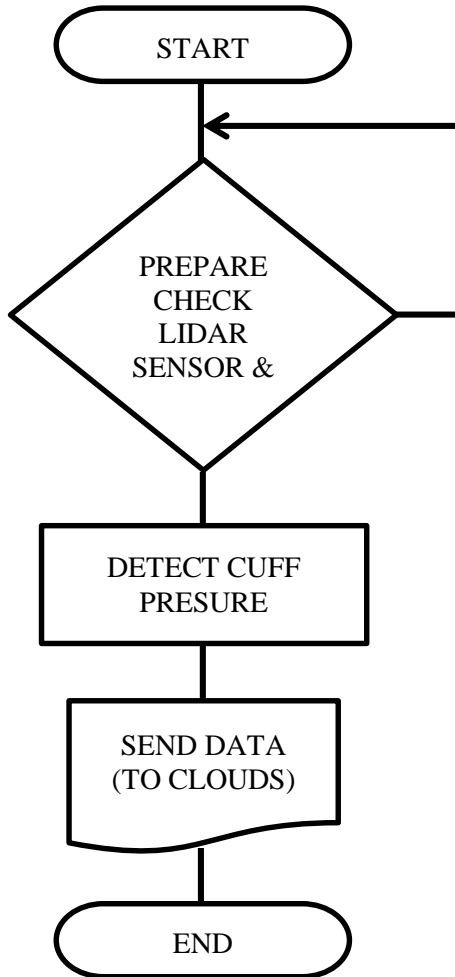 START
PREPARE
CHECK
LIDAR
SENSOR &
DETECT CUFF
PRESURE
SEND DATA
(TO CLOUDS)
END